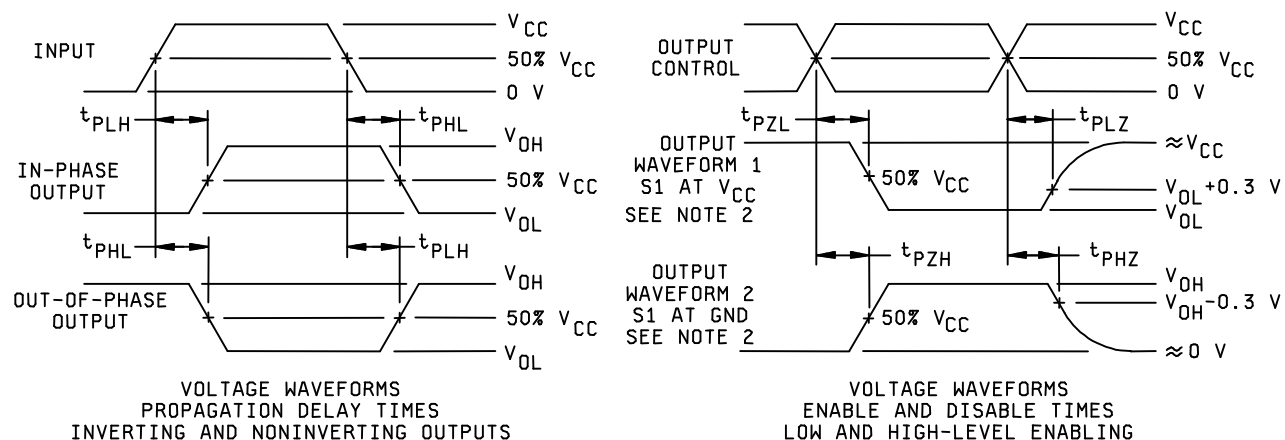 INPUT
V_CC
50% V_CC
0 V
t_PLH
t_PHL
IN-PHASE
OUTPUT
V_OH
50% V_CC
V_OL
t_PHL
t_PLH
OUT-OF-PHASE
OUTPUT
V_OH
50% V_CC
V_OL
VOLTAGE WAVEFORMS
PROPAGATION DELAY TIMES
INVERTING AND NONINVERTING OUTPUTS
OUTPUT
CONTROL
V_CC
50% V_CC
0 V
t_PZL
t_PLZ
OUTPUT
WAVEFORM 1
S1 AT V_CC
SEE NOTE 2
50% V_CC
≈V_CC
V_OL+0.3 V
V_OL
t_PZH
t_PHZ
OUTPUT
WAVEFORM 2
S1 AT GND
SEE NOTE 2
50% V_CC
V_OH
V_OH-0.3 V
≈0 V
VOLTAGE WAVEFORMS
ENABLE AND DISABLE TIMES
LOW AND HIGH-LEVEL ENABLING